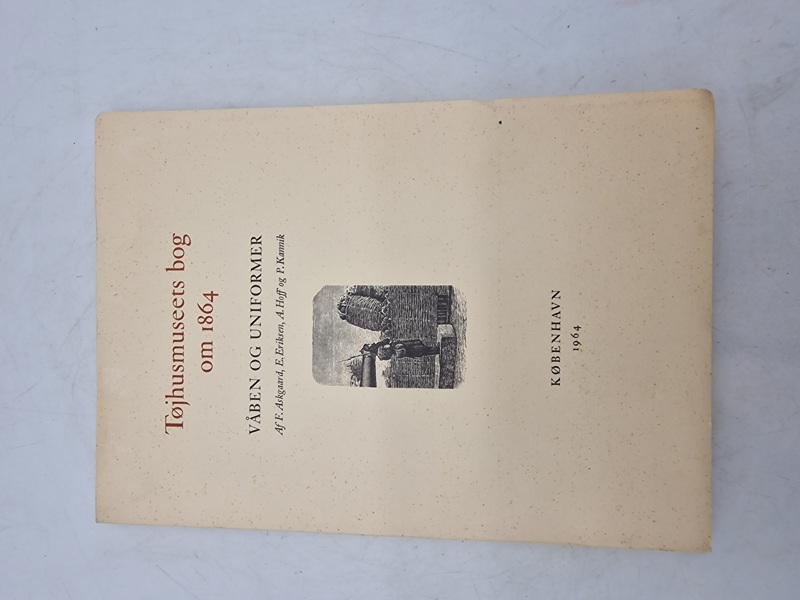 Tøjhusmuseets bog
om 1864
VÅBEN OG UNIFORMER
Af F. Askgaard, E. Eriksen, A. Hoff og P. Kannik
KØBENHAVN
1964